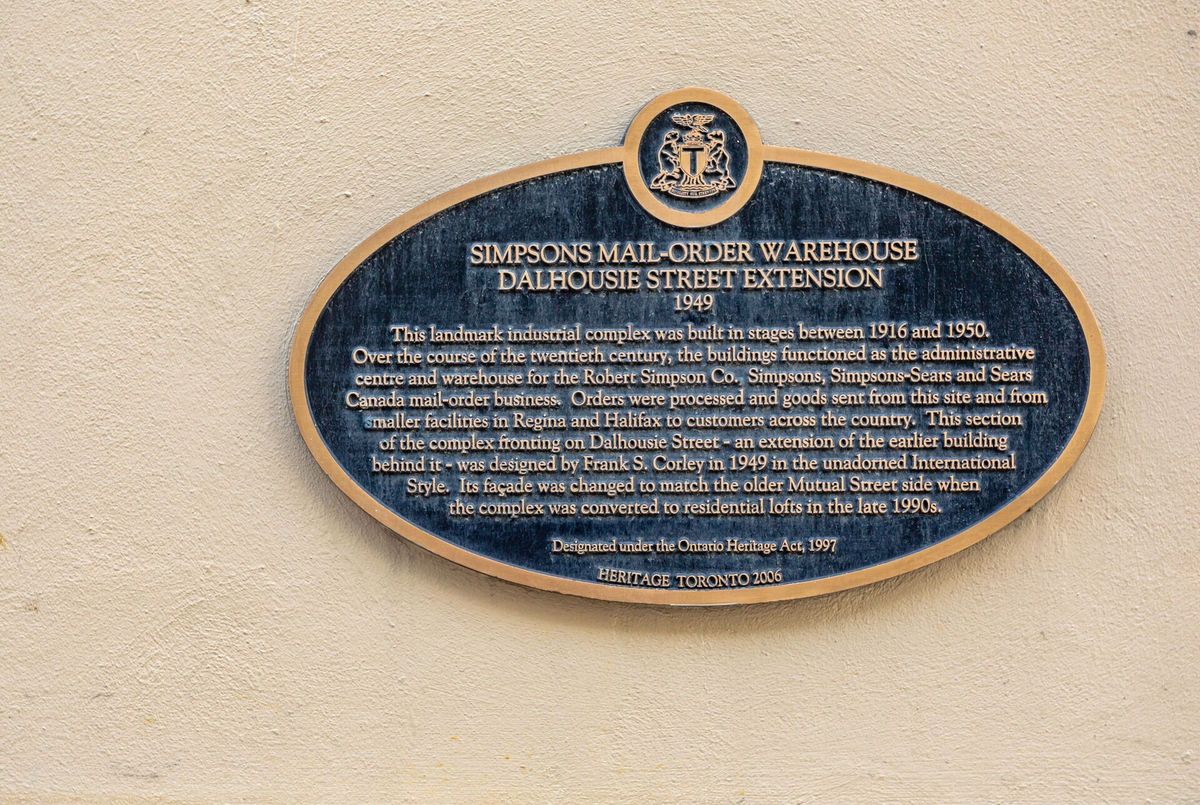 T
SIMPSONS MAIL-ORDER WAREHOUSE
DALHOUSIE STREET EXTENSION
1949
This landmark industrial complex was built in stages between 1916 and 1950.
Over the course of the twentieth century, the buildings functioned as the administrative
centre and warehouse for the Robert Simpson Co., Simpsons, Simpsons-Sears and Sears
Canada mail-order business. Orders were processed and goods sent from this site and from
smaller facilities in Regina and Halifax to customers across the country. This section
of the complex fronting on Dalhousie Street - an extension of the earlier building
behind it - was designed by Frank S. Corley in 1949 in the unadorned International
Style. Its façade was changed to match the older Mutual Street side when
the complex was converted to residential lofts in the late 1990s.
Designated under the Ontario Heritage Act, 1997
HERITAGE TORONTO 2006